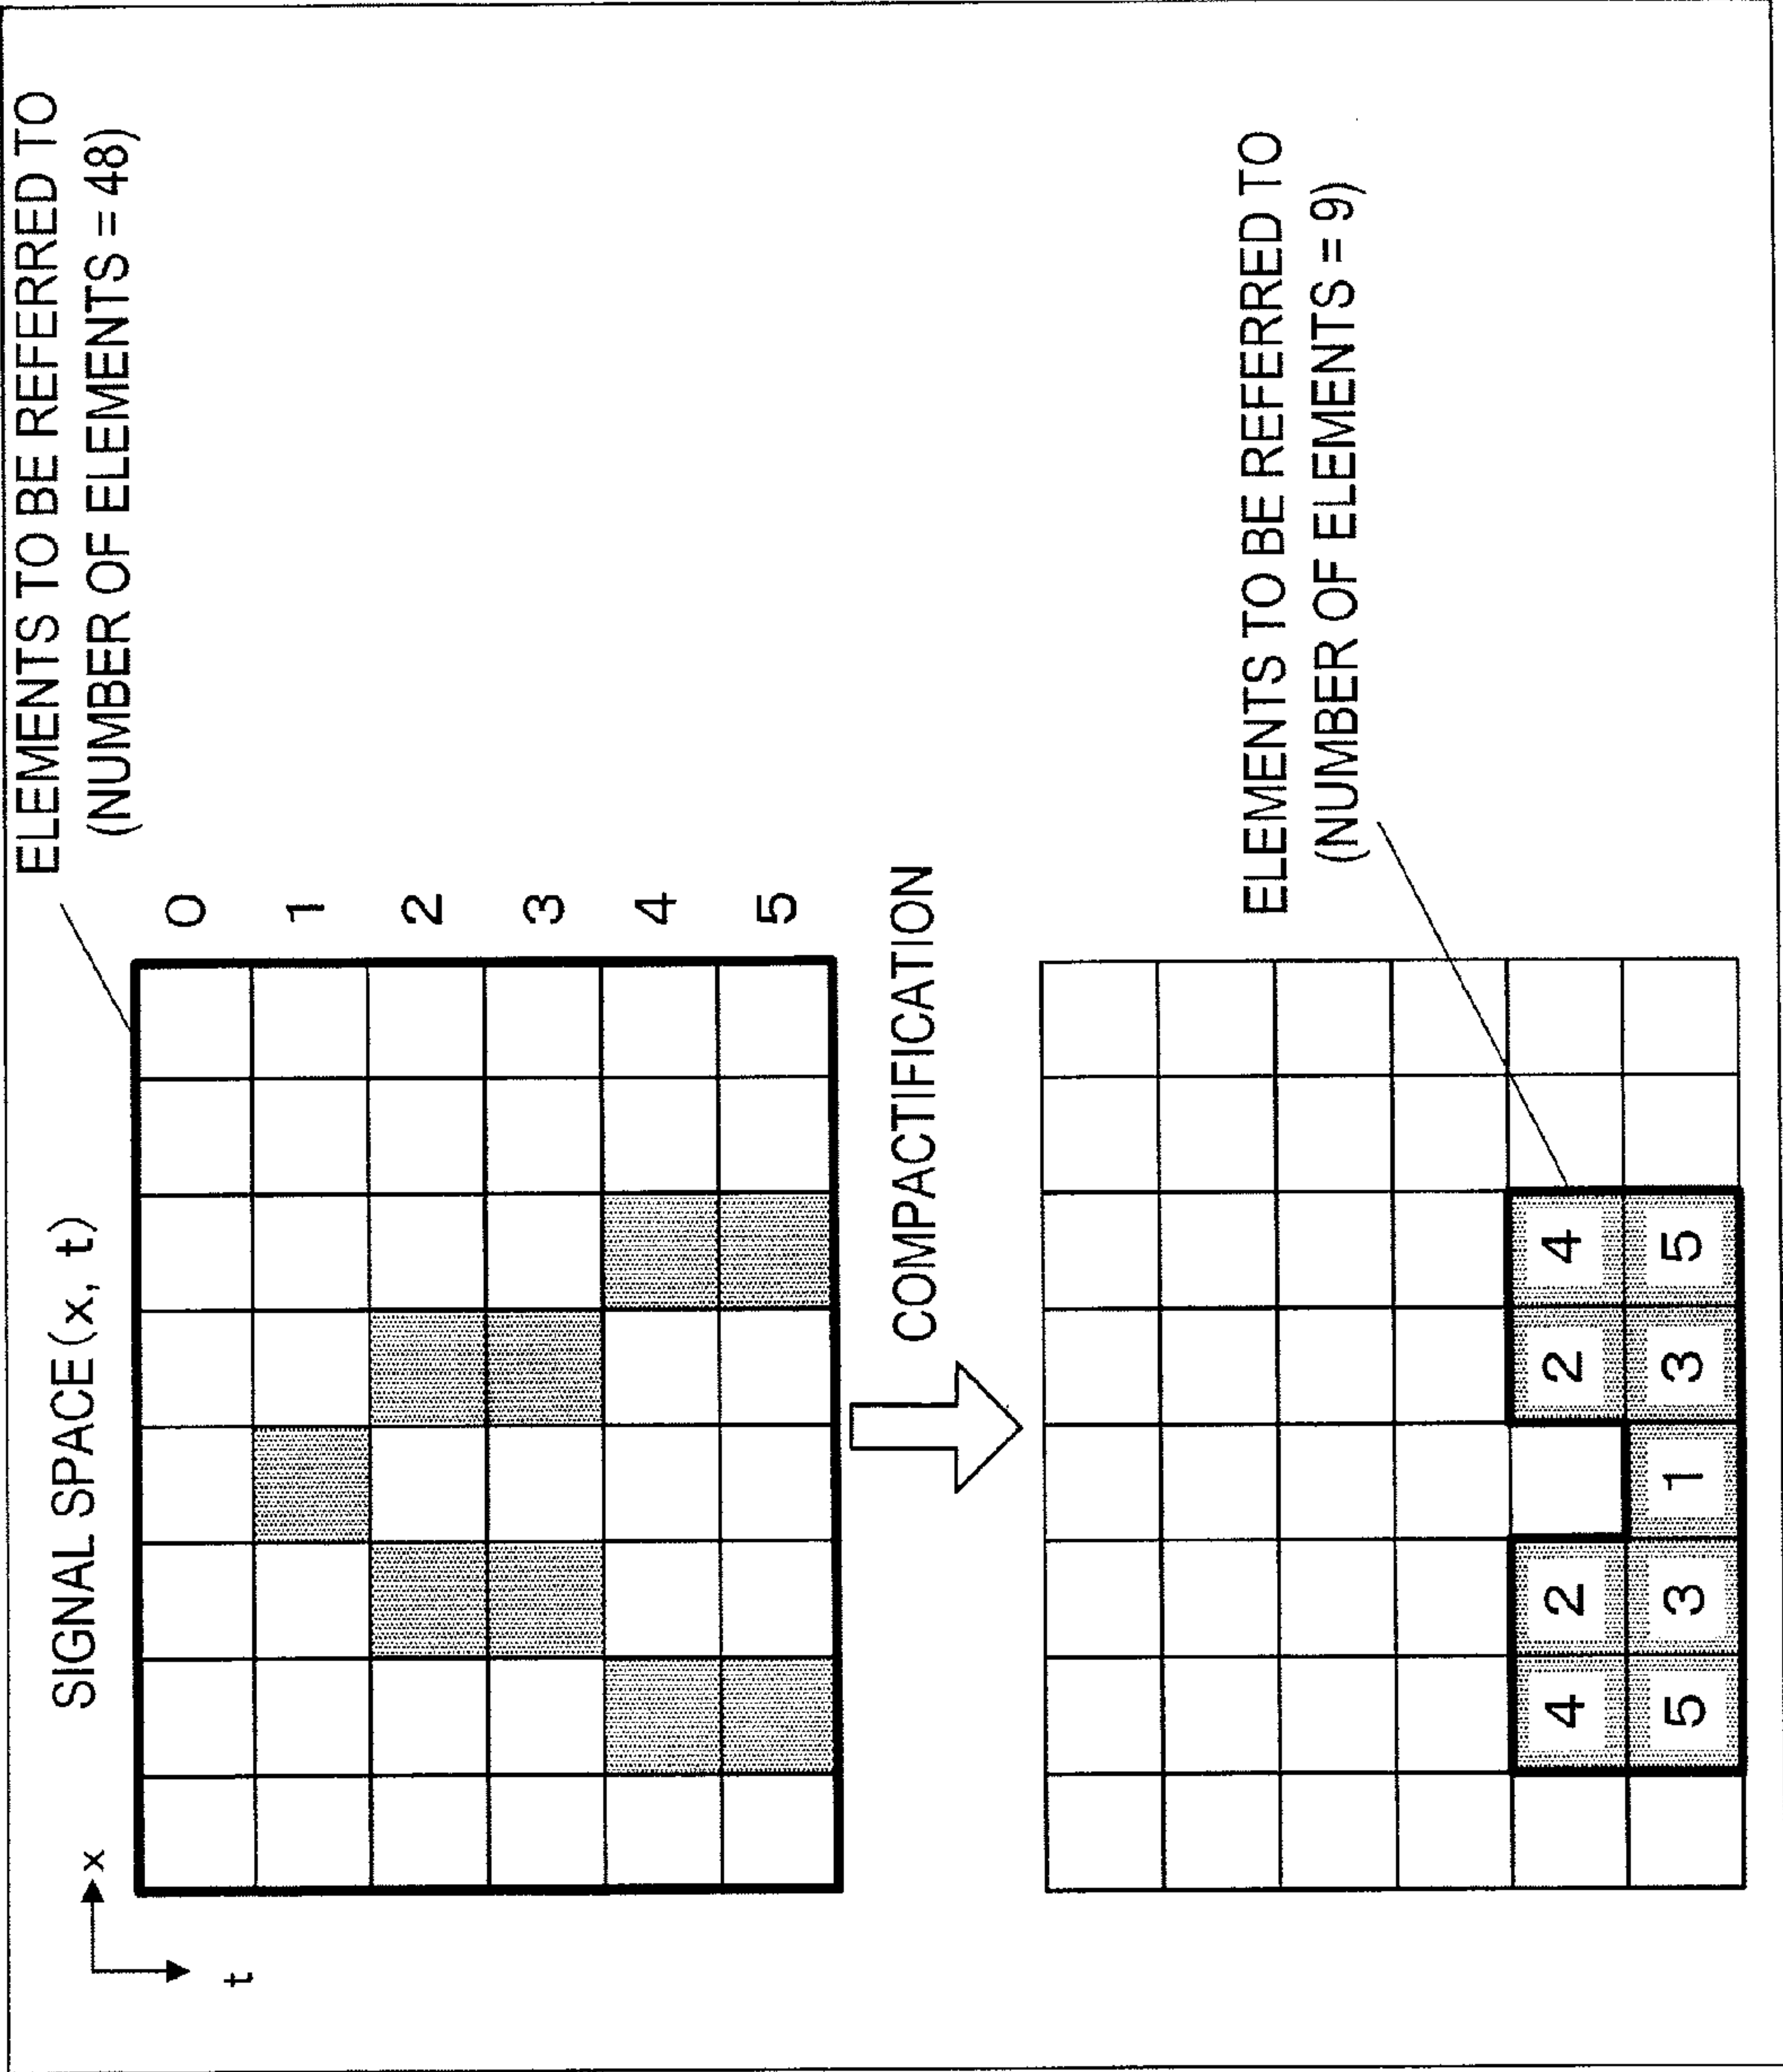 SIGNAL SPACE(x, t)
ELEMENTS TO BE REFERRED TO
(NUMBER OF ELEMENTS = 48)
x
t
0
1
2
3
4
5
COMPACTIFICATION
ELEMENTS TO BE REFERRED TO
(NUMBER OF ELEMENTS = 9)
4 2 2 4
5 3 1 3 5